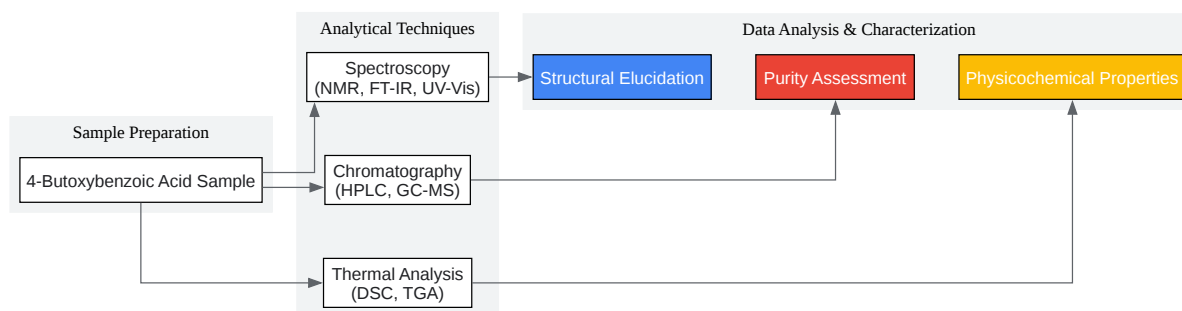 Sample Preparation
4-Butoxybenzoic Acid Sample
Analytical Techniques
Spectroscopy
(NMR, FT-IR, UV-Vis)
Chromatography
(HPLC, GC-MS)
Thermal Analysis
(DSC, TGA)
Data Analysis & Characterization
Structural Elucidation
Purity Assessment
Physicochemical Properties